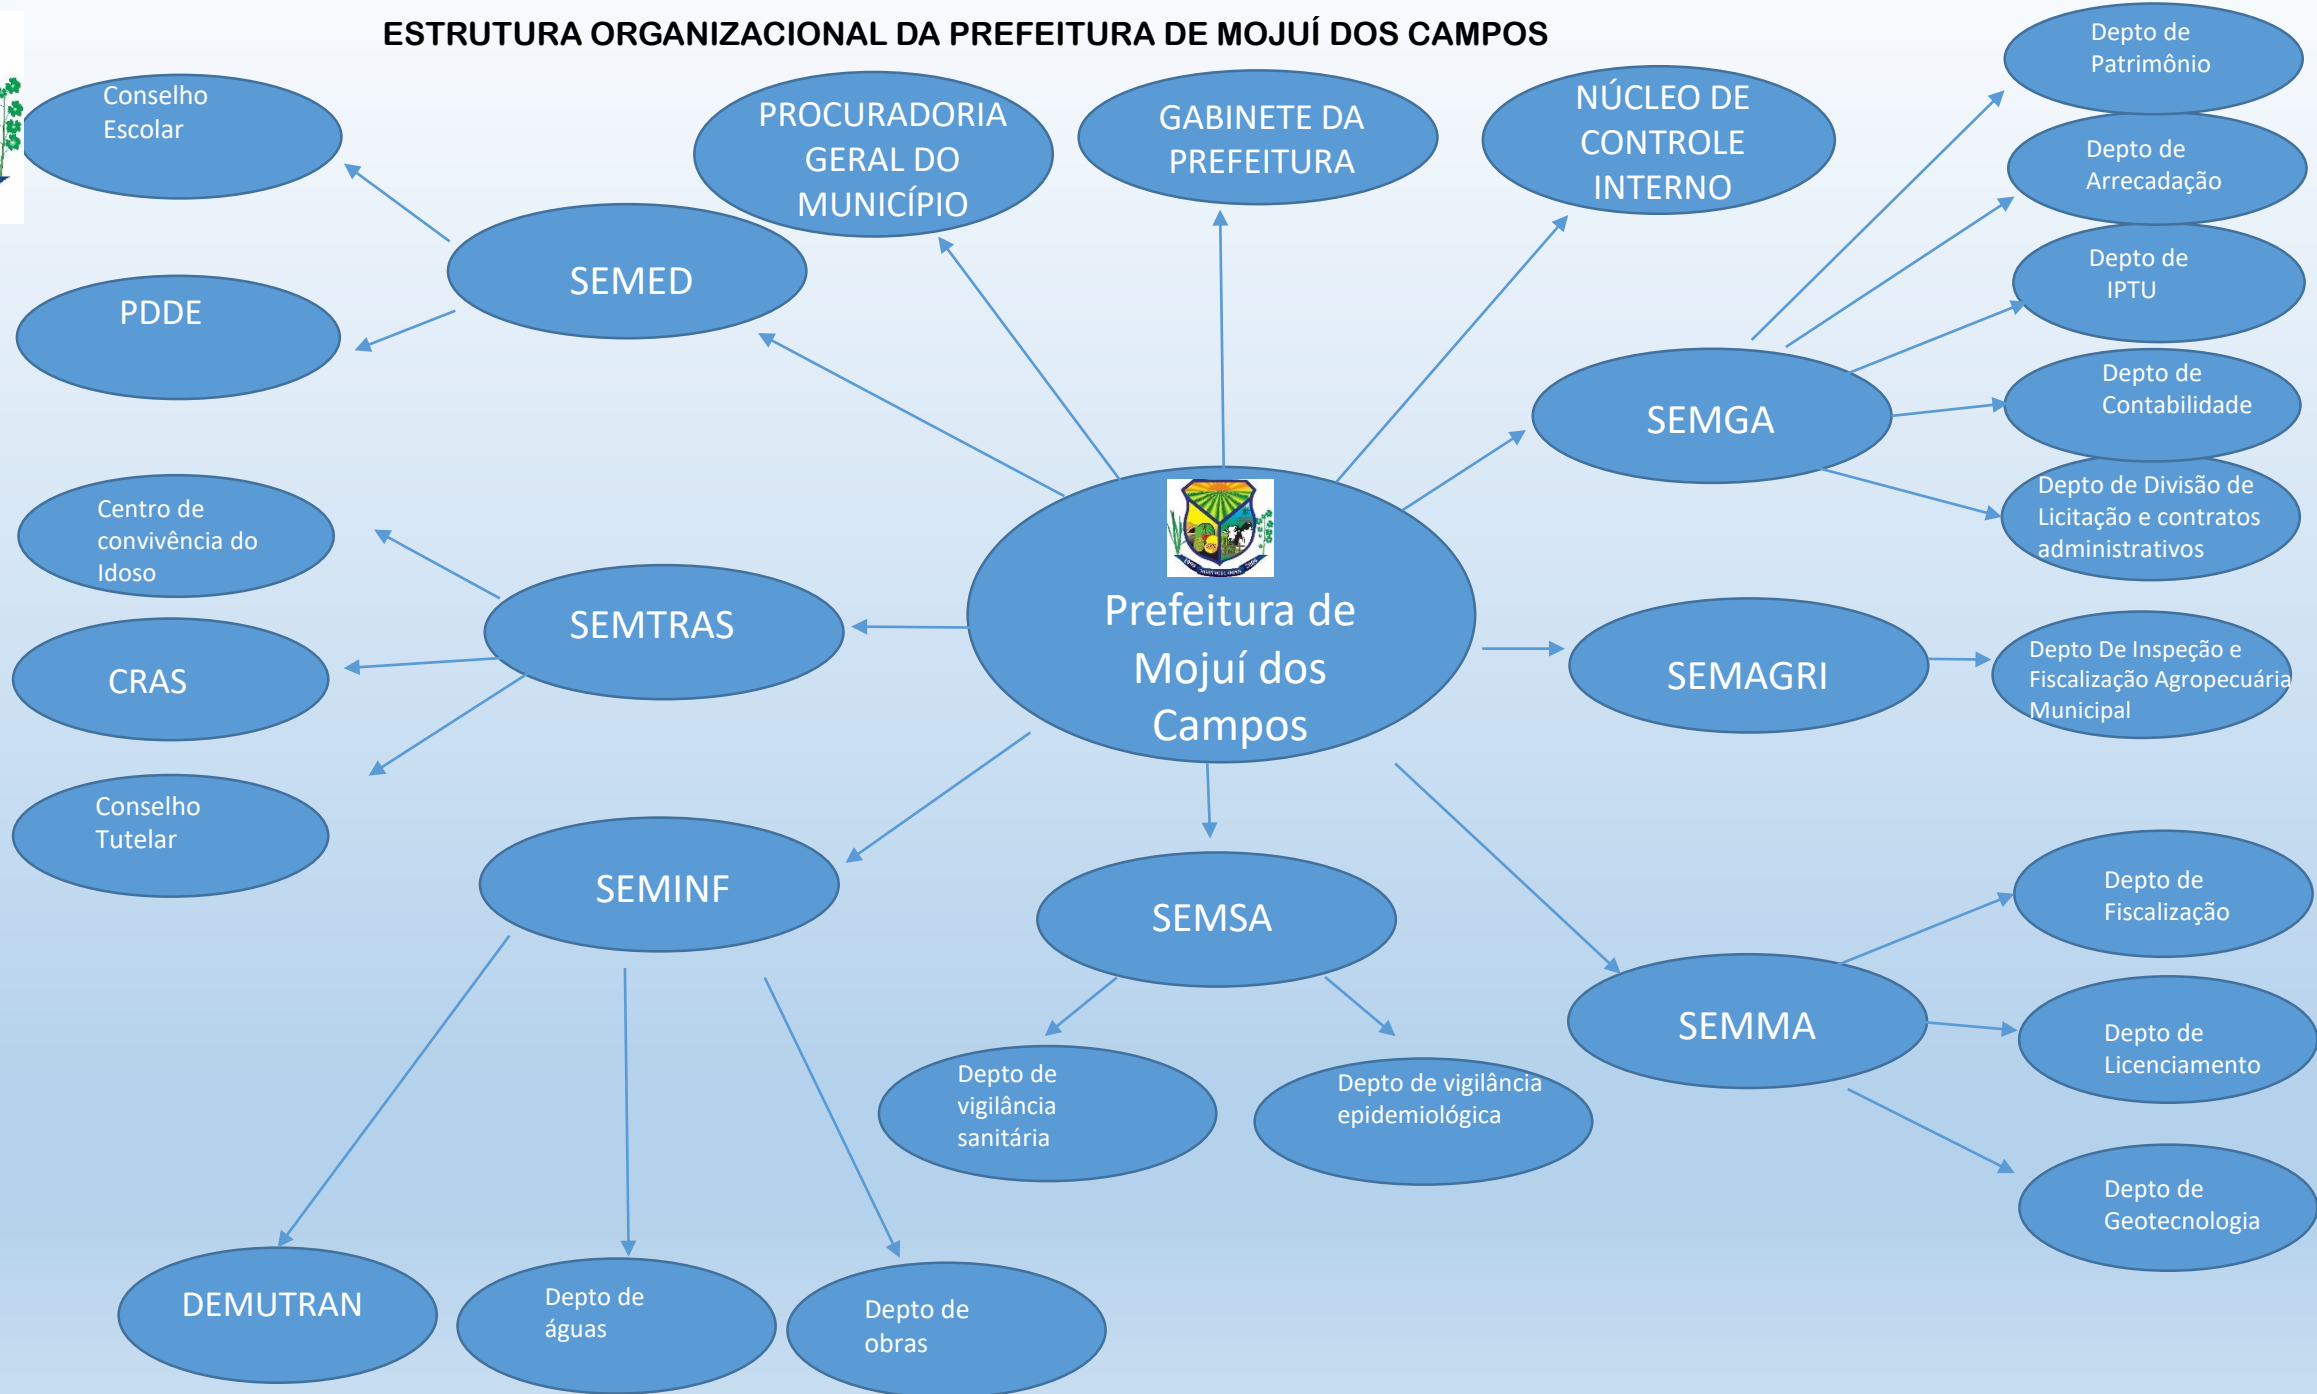 ESTRUTURA ORGANIZACIONAL DA PREFEITURA DE MOJUÍ DOS CAMPOS
Conselho
Escolar
PROCURADORIA
GERAL DO
MUNICÍPIO
GABINETE DA
PREFEITURA
NÚCLEO DE
CONTROLE
INTERNO
Depto de
Patrimônio
Depto de
Arrecadação
SEMED
PDDE
Depto de
IPTU
SEMGA
Depto de
Contabilidade
Depto de Divisão de
Licitação e contratos
administrativos
Centro de
convivência do
Idoso
SEMTRAS
Prefeitura de
Mojuí dos
Campos
SEMAGRI
Depto De Inspeção e
Fiscalização Agropecuária
Municipal
CRAS
Conselho
Tutelar
SEMINF
SEMSA
SEMMA
Depto de
Fiscalização
Depto de
Licenciamento
Depto de
Geotecnologia
Depto de
vigilância
sanitária
Depto de vigilância
epidemiológica
DEMUTRAN
Depto de
águas
Depto de
obras